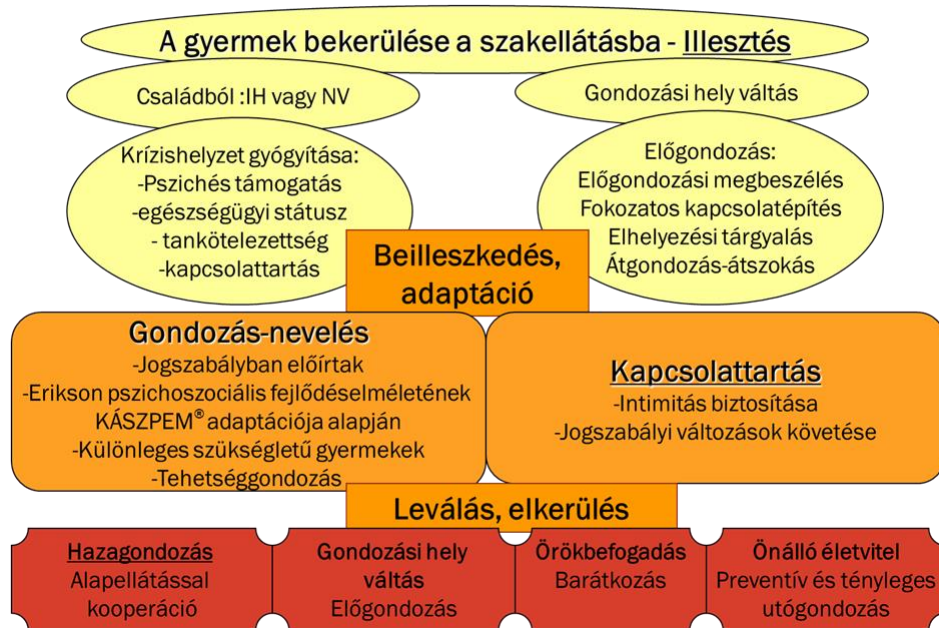 A gyermek bekerülése a szakellátásba - Illesztés
Családból :IH vagy NV
Gondozási hely váltás
Krízishelyzet gyógyítása:
-Pszichés támogatás
-egészségügyi státusz
- tankötelezettség
-kapcsolattartás
Előgondozás:
Előgondozási megbeszélés
Fokozatos kapcsolatépítés
Elhelyezési tárgyalás
Átgondozás-átszokás
Beilleszkedés,
adaptáció
Gondozás-nevelés
-Jogszabályban előírtak
-Erikson pszichoszociális fejlődéselméletének
KÁSZPEM® adaptációja alapján
-Különleges szükségletű gyermekek
-Tehetséggondozás
Kapcsolattartás
-Intimitás biztosítása
-Jogszabályi változások követése
Leválás, elkerülés
Hazagondozás
Alapellátással
kooperáció
Gondozási hely
váltás
Előgondozás
Örökbefogadás
Barátkozás
Önálló életvitel
Preventív és tényleges
utógondozás